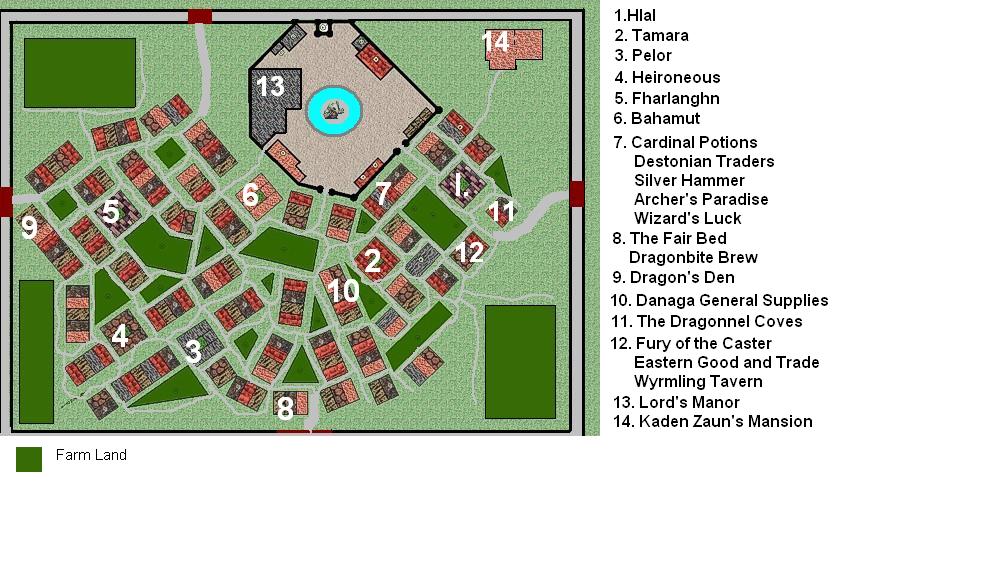 14
13
6
7
1.
5
11
9
12
2
10
4
3
8
1.Hlal
2. Tamara
3. Pelor
4. Heironeous
5. Fharlanghn
6. Bahamut
7. Cardinal Potions
Destonian Traders
Silver Hammer
Archer's Paradise
Wizard's Luck
8. The Fair Bed
Dragonbite Brew
9. Dragon's Den
10. Danaga General Supplies
11. The Dragonnel Coves
12. Fury of the Caster
Eastern Good and Trade
Wyrmling Tavern
13. Lord's Manor
14. Kaden Zaun's Mansion
Farm Land